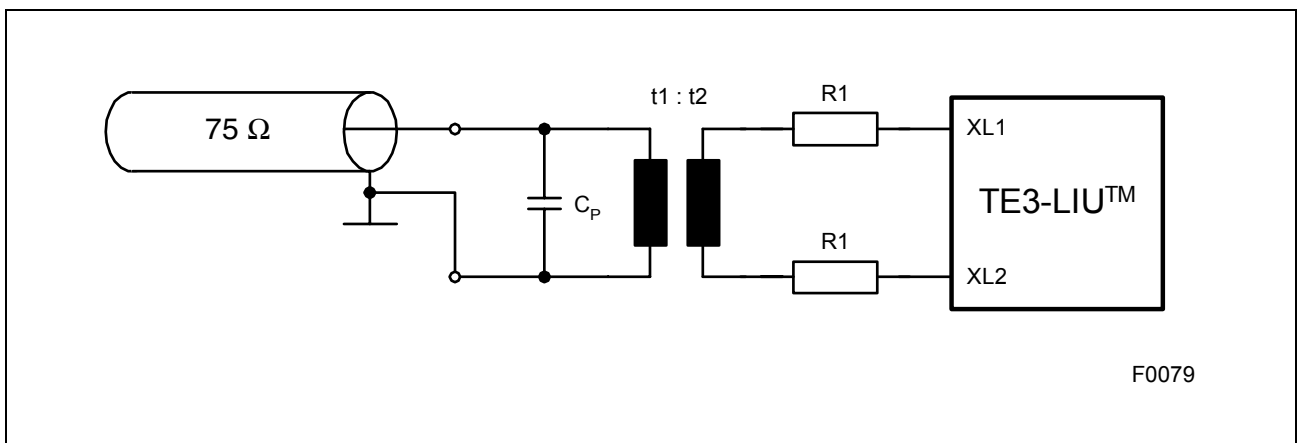 75 Ω
t1 : t2
R1
XL1
C_P
TE3-LIU™
R1
XL2
F0079